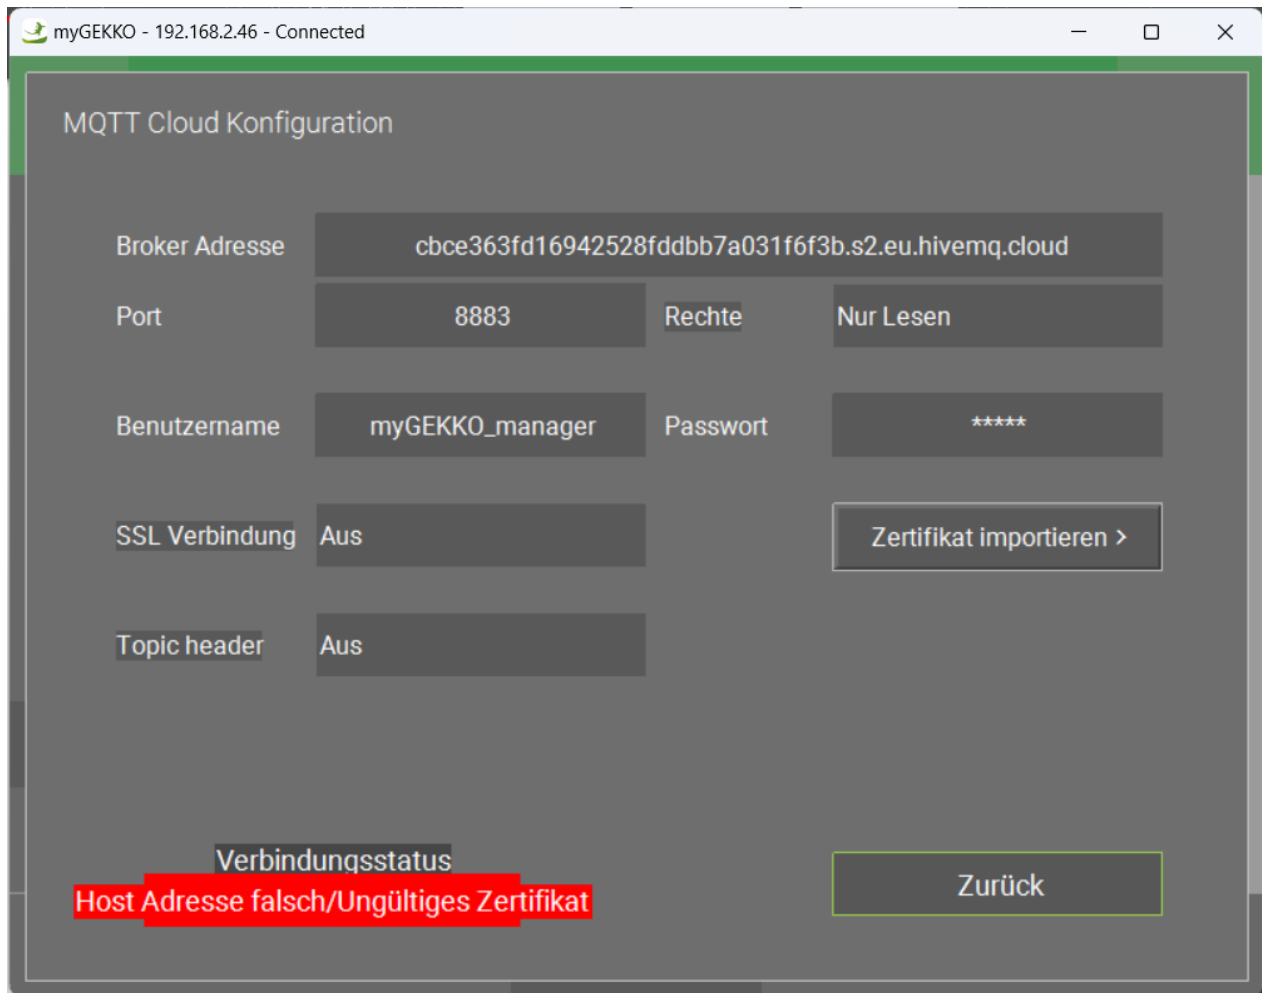 myGEKKO - 192.168.2.46 - Connected
MQTT Cloud Konfiguration
Broker Adresse cbce363fd16942528fddbb7a031f6f3b.s2.eu.hivemq.cloud
Port 8883 Rechte Nur Lesen
Benutzername myGEKKO_manager Passwort *****
SSL Verbindung Aus Zertifikat importieren >
Topic header Aus
Verbindungsstatus
Host Adresse falsch/Ungültiges Zertifikat
Zurück